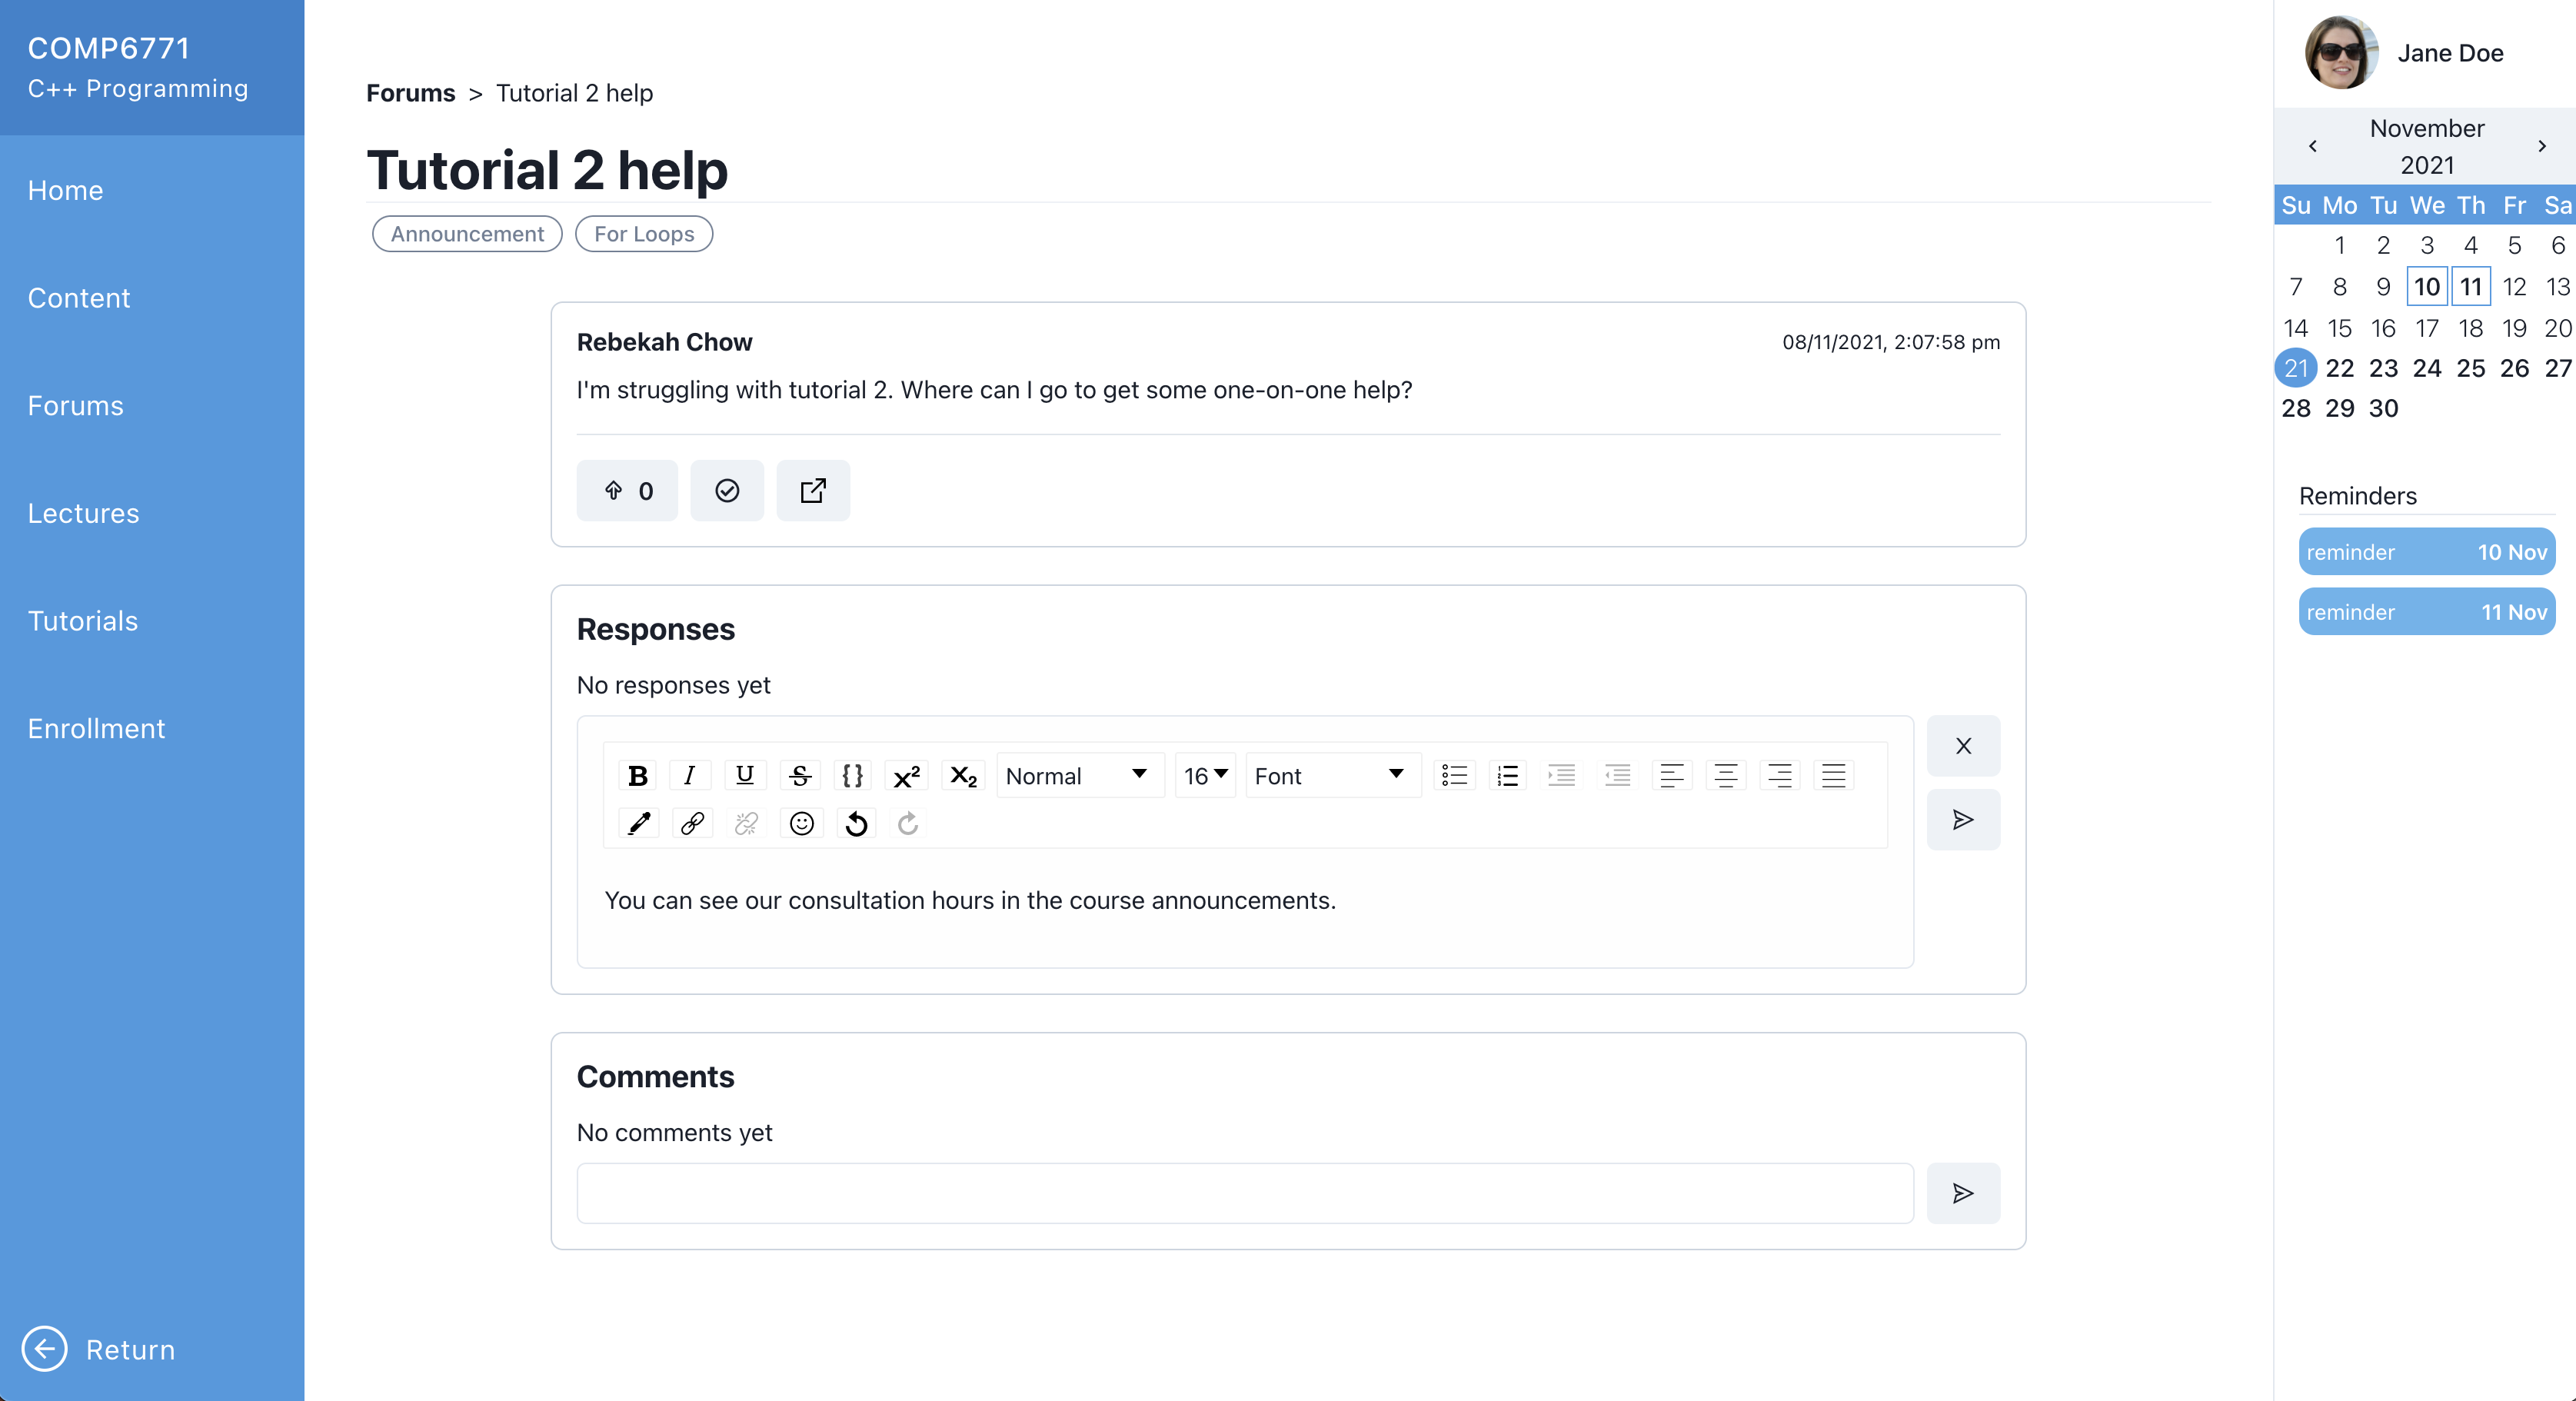 COMP6771
C++ Programming
Home
Content
Forums
Lectures
Tutorials
Enrollment
Return
Forums > Tutorial 2 help
Tutorial 2 help
Announcement For Loops
Rebekah Chow 08/11/2021, 2:07:58 pm
I'm struggling with tutorial 2. Where can I go to get some one-on-one help?
0
Responses
No responses yet
B I U S {} X² X₂ Normal 16 Font
You can see our consultation hours in the course announcements.
Comments
No comments yet
Jane Doe
< November >
2021
Su Mo Tu We Th Fr Sa
1 2 3 4 5 6
7 8 9 10 11 12 13
14 15 16 17 18 19 20
21 22 23 24 25 26 27
28 29 30
Reminders
reminder 10 Nov
reminder 11 Nov